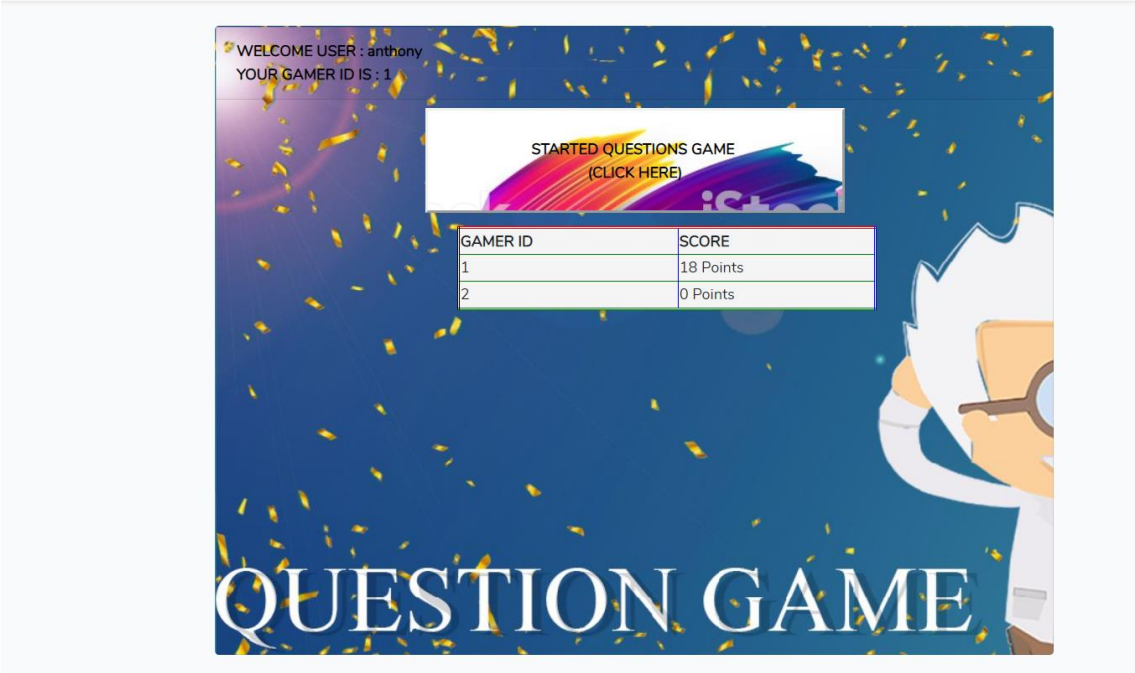 WELCOME USER : anthony
YOUR GAMER ID IS : 1
STARTED QUESTIONS GAME
(CLICK HERE)
GAMER ID SCORE
1 18 Points
2 0 Points
QUESTION GAME